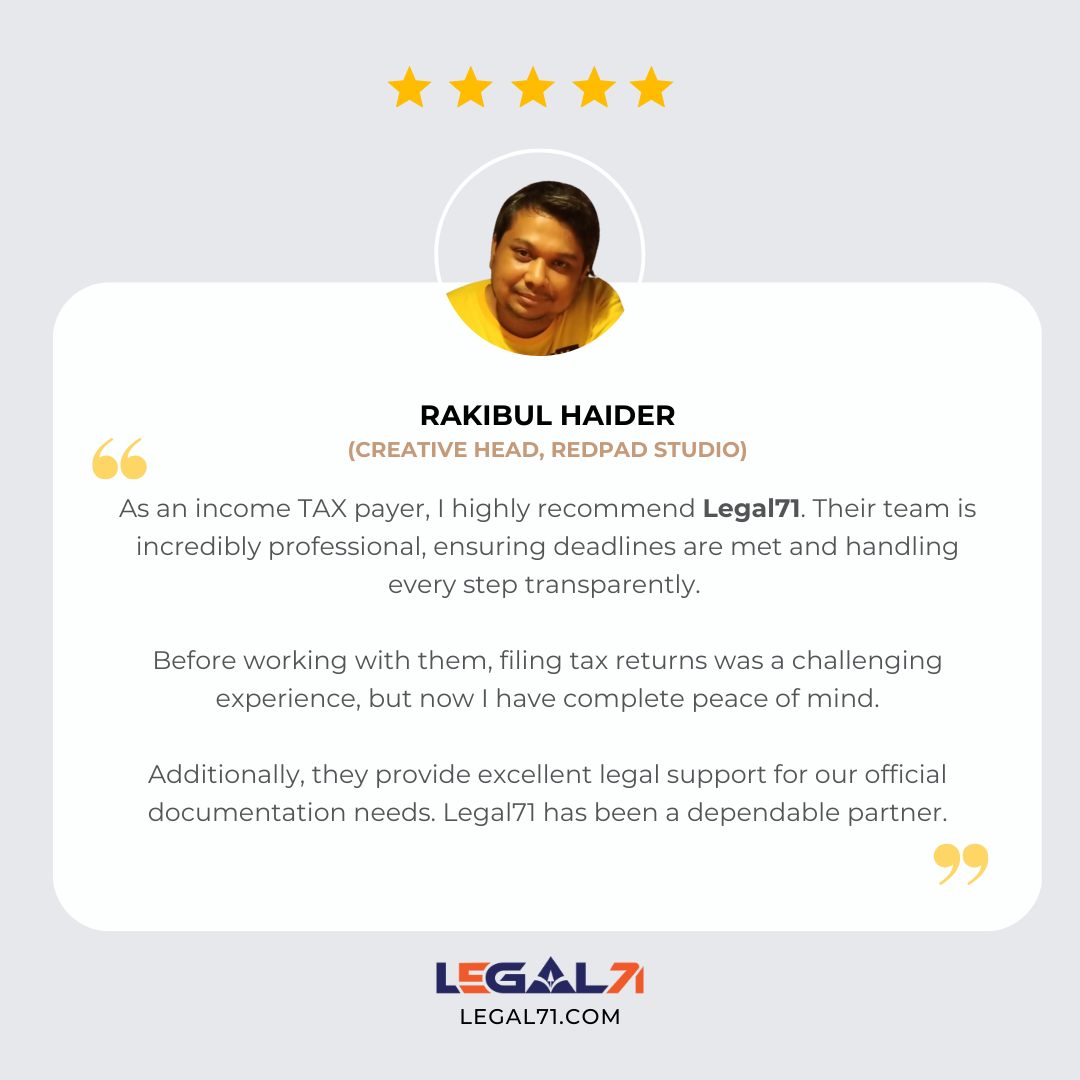 RAKIBUL HAIDER
(CREATIVE HEAD, REDPAD STUDIO)
“
As an income TAX payer, I highly recommend Legal71. Their team is
incredibly professional, ensuring deadlines are met and handling
every step transparently.
Before working with them, filing tax returns was a challenging
experience, but now I have complete peace of mind.
Additionally, they provide excellent legal support for our official
documentation needs. Legal71 has been a dependable partner.
”
LEGAL71
LEGAL71.COM